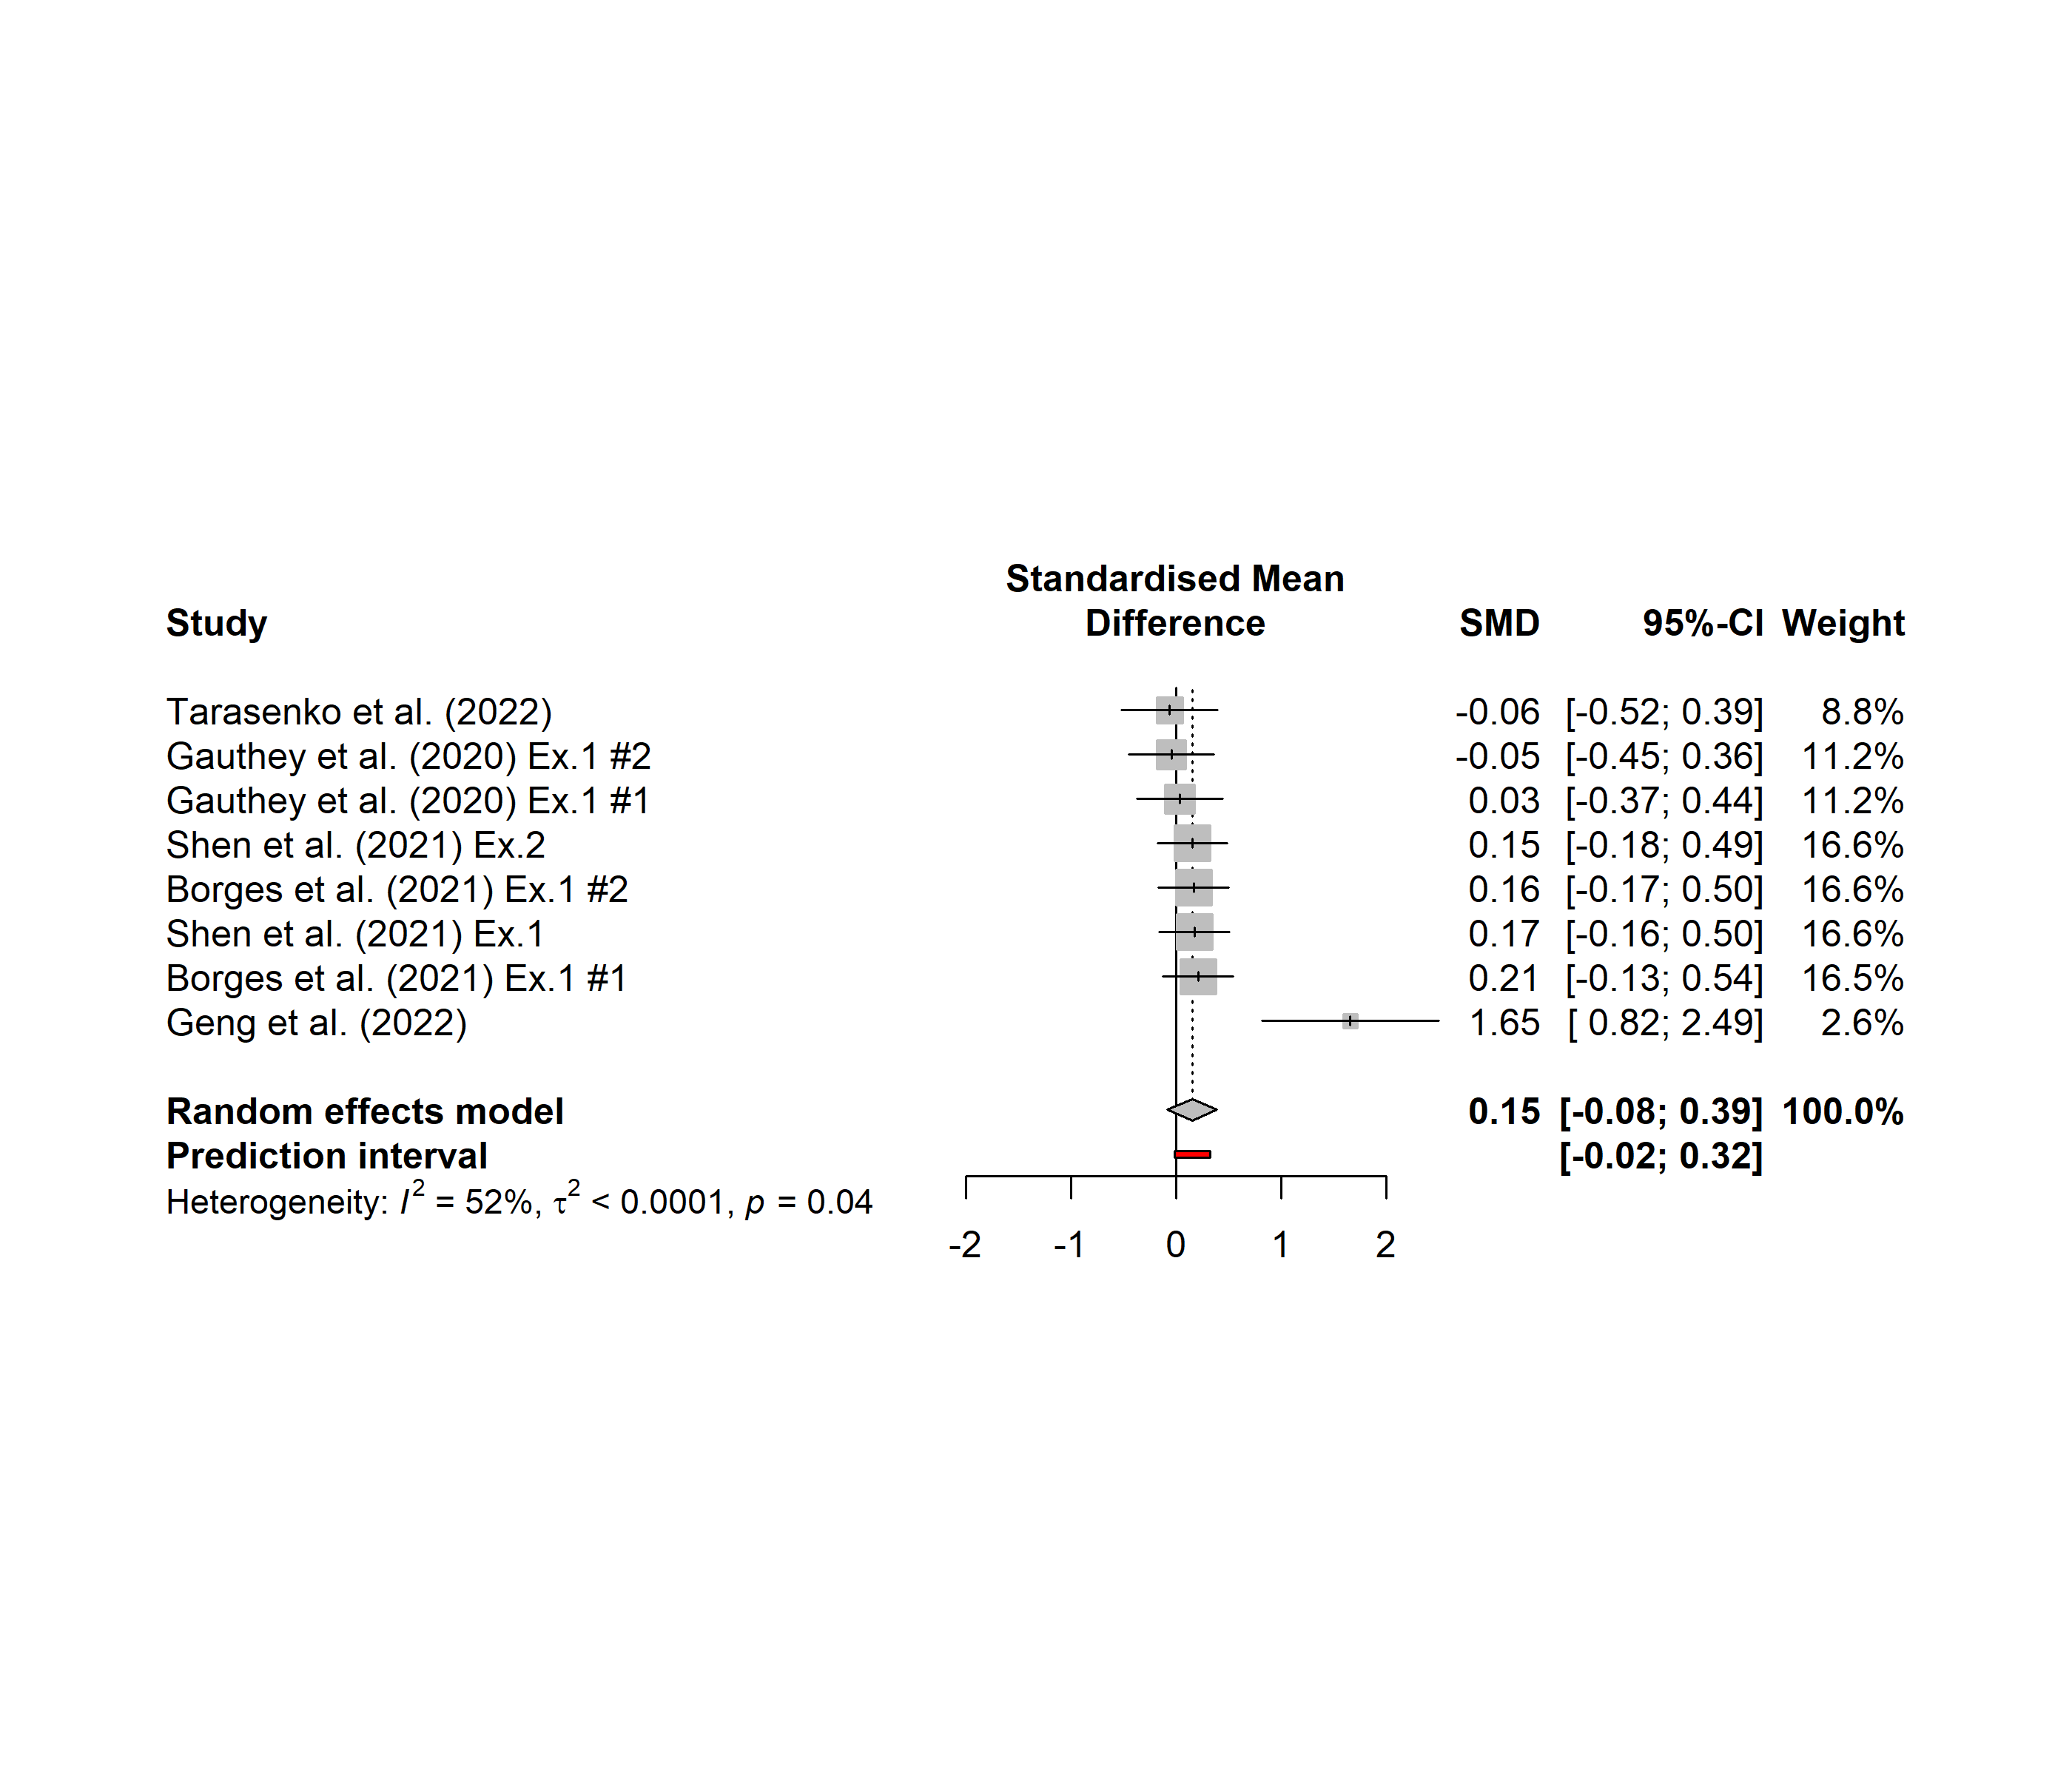 Standardised Mean
Study Difference SMD 95%-CI Weight
Tarasenko et al. (2022) -0.06 [-0.52; 0.39] 8.8%
Gauthey et al. (2020) Ex.1 #2 -0.05 [-0.45; 0.36] 11.2%
Gauthey et al. (2020) Ex.1 #1 0.03 [-0.37; 0.44] 11.2%
Shen et al. (2021) Ex.2 0.15 [-0.18; 0.49] 16.6%
Borges et al. (2021) Ex.1 #2 0.16 [-0.17; 0.50] 16.6%
Shen et al. (2021) Ex.1 0.17 [-0.16; 0.50] 16.6%
Borges et al. (2021) Ex.1 #1 0.21 [-0.13; 0.54] 16.5%
Geng et al. (2022) 1.65 [ 0.82; 2.49] 2.6%
Random effects model 0.15 [-0.08; 0.39] 100.0%
Prediction interval [-0.02; 0.32]
Heterogeneity: I² = 52%, τ² < 0.0001, p = 0.04
-2 -1 0 1 2